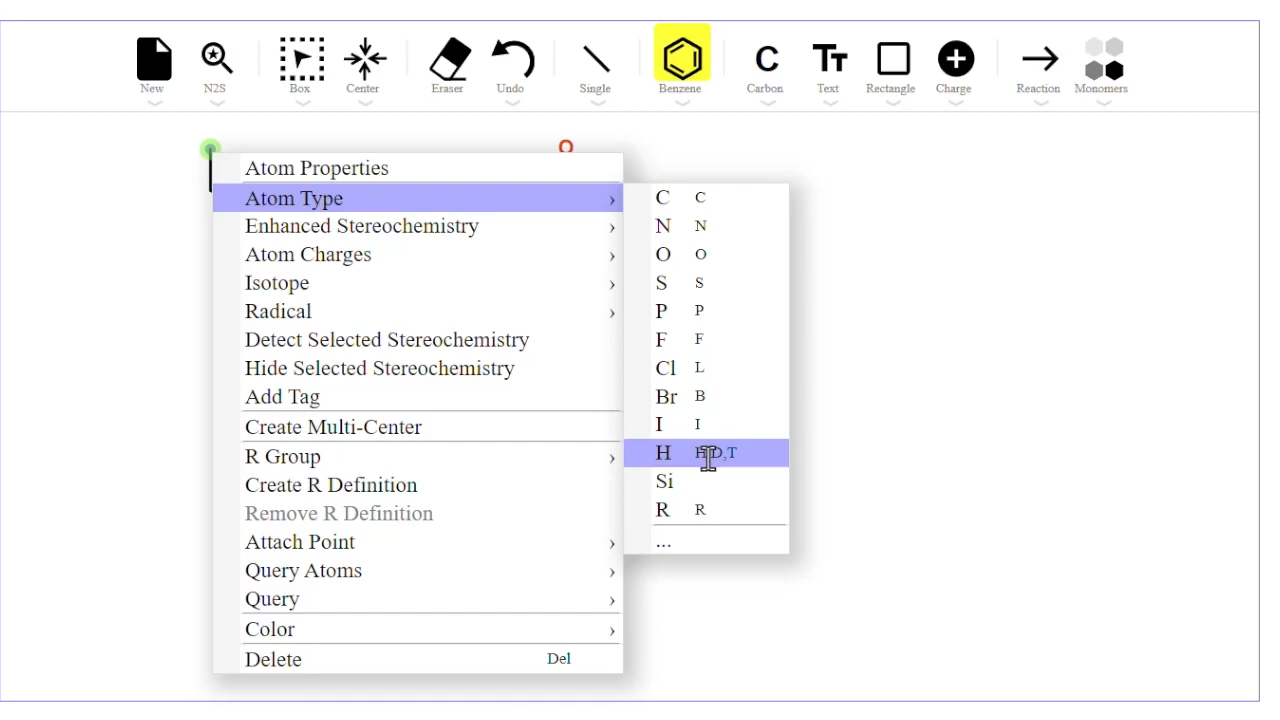 New N2S Box Center Eraser Undo Single Benzene C Carbon TT Text Rectangle Charge Reaction Monomers
O
Atom Properties
Atom Type ›
Enhanced Stereochemistry ›
Atom Charges ›
Isotope ›
Radical ›
Detect Selected Stereochemistry
Hide Selected Stereochemistry
Add Tag
Create Multi-Center
R Group ›
Create R Definition
Remove R Definition
Attach Point ›
Query Atoms ›
Query ›
Color ›
Delete Del
C C
N N
O O
S S
P P
F F
Cl L
Br B
I I
H H,D,T
Si
R R
...